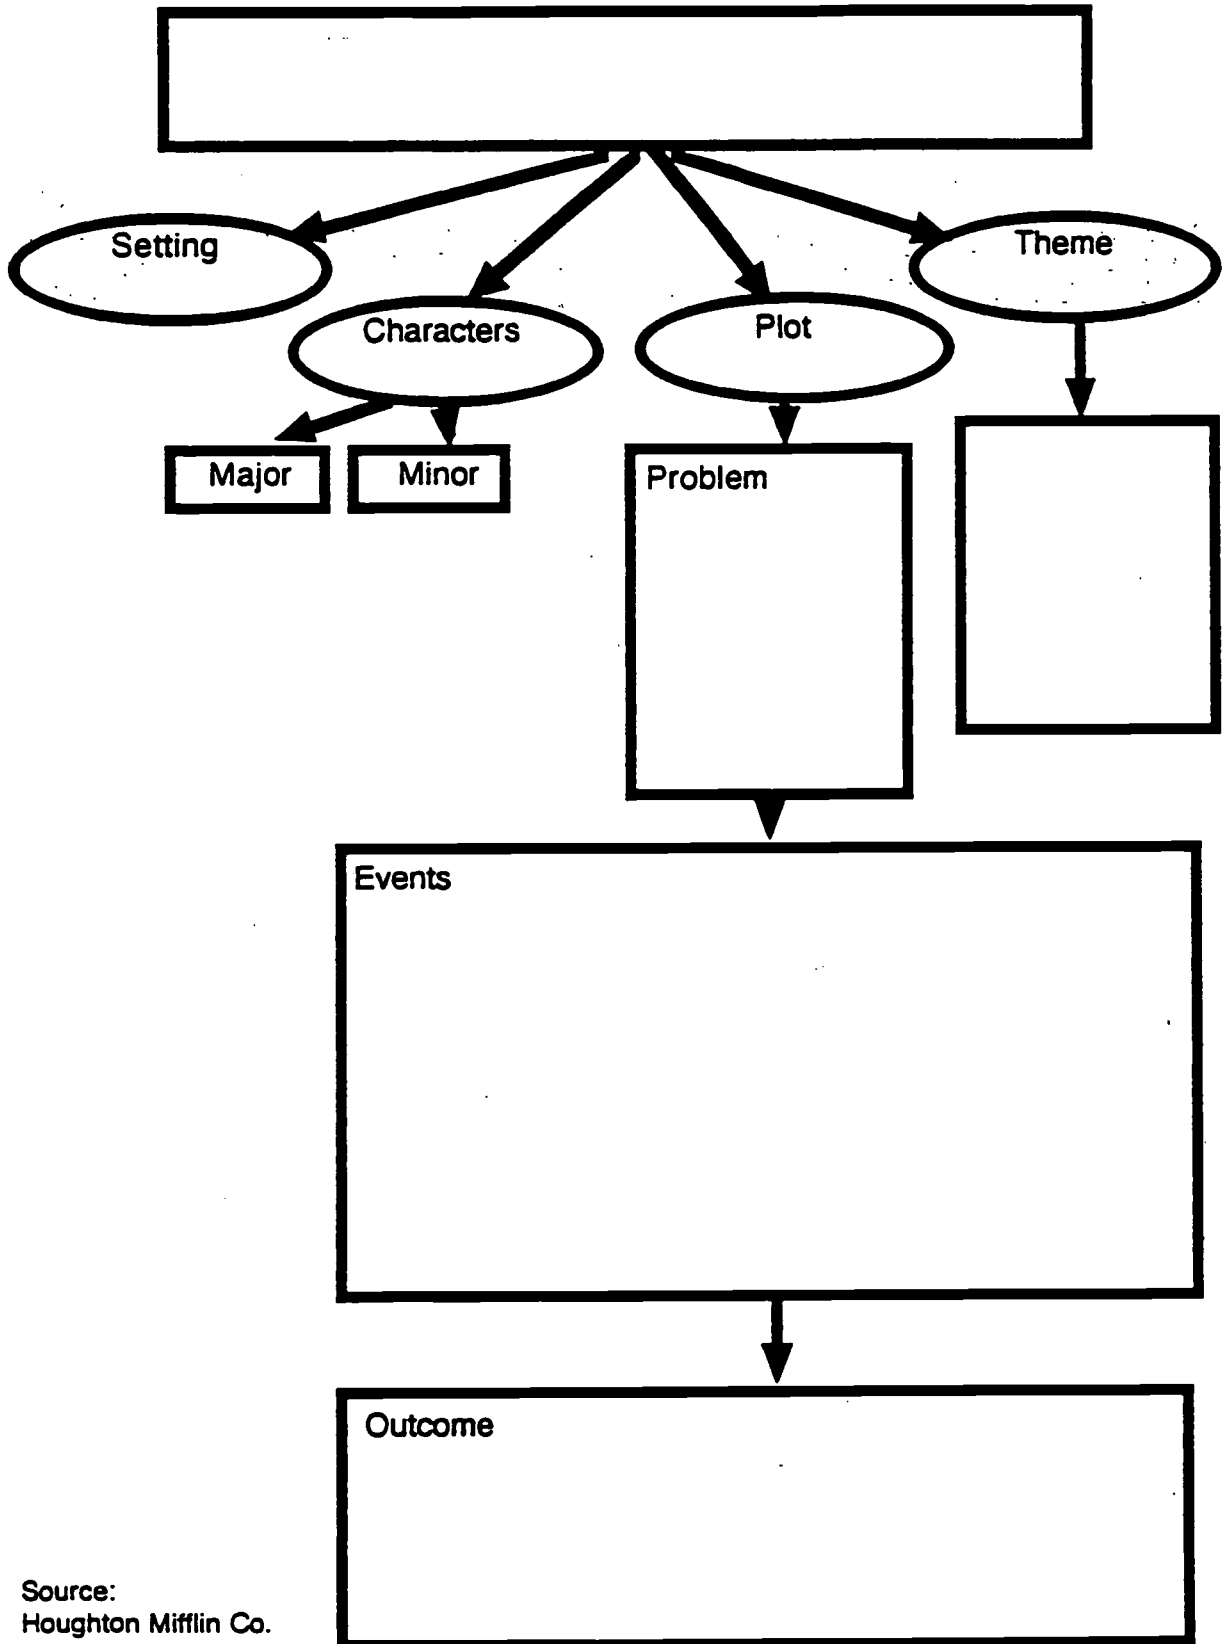 Setting
Theme
Characters
Plot
Major
Minor
Problem
Events
Outcome
Source:
Houghton Mifflin Co.